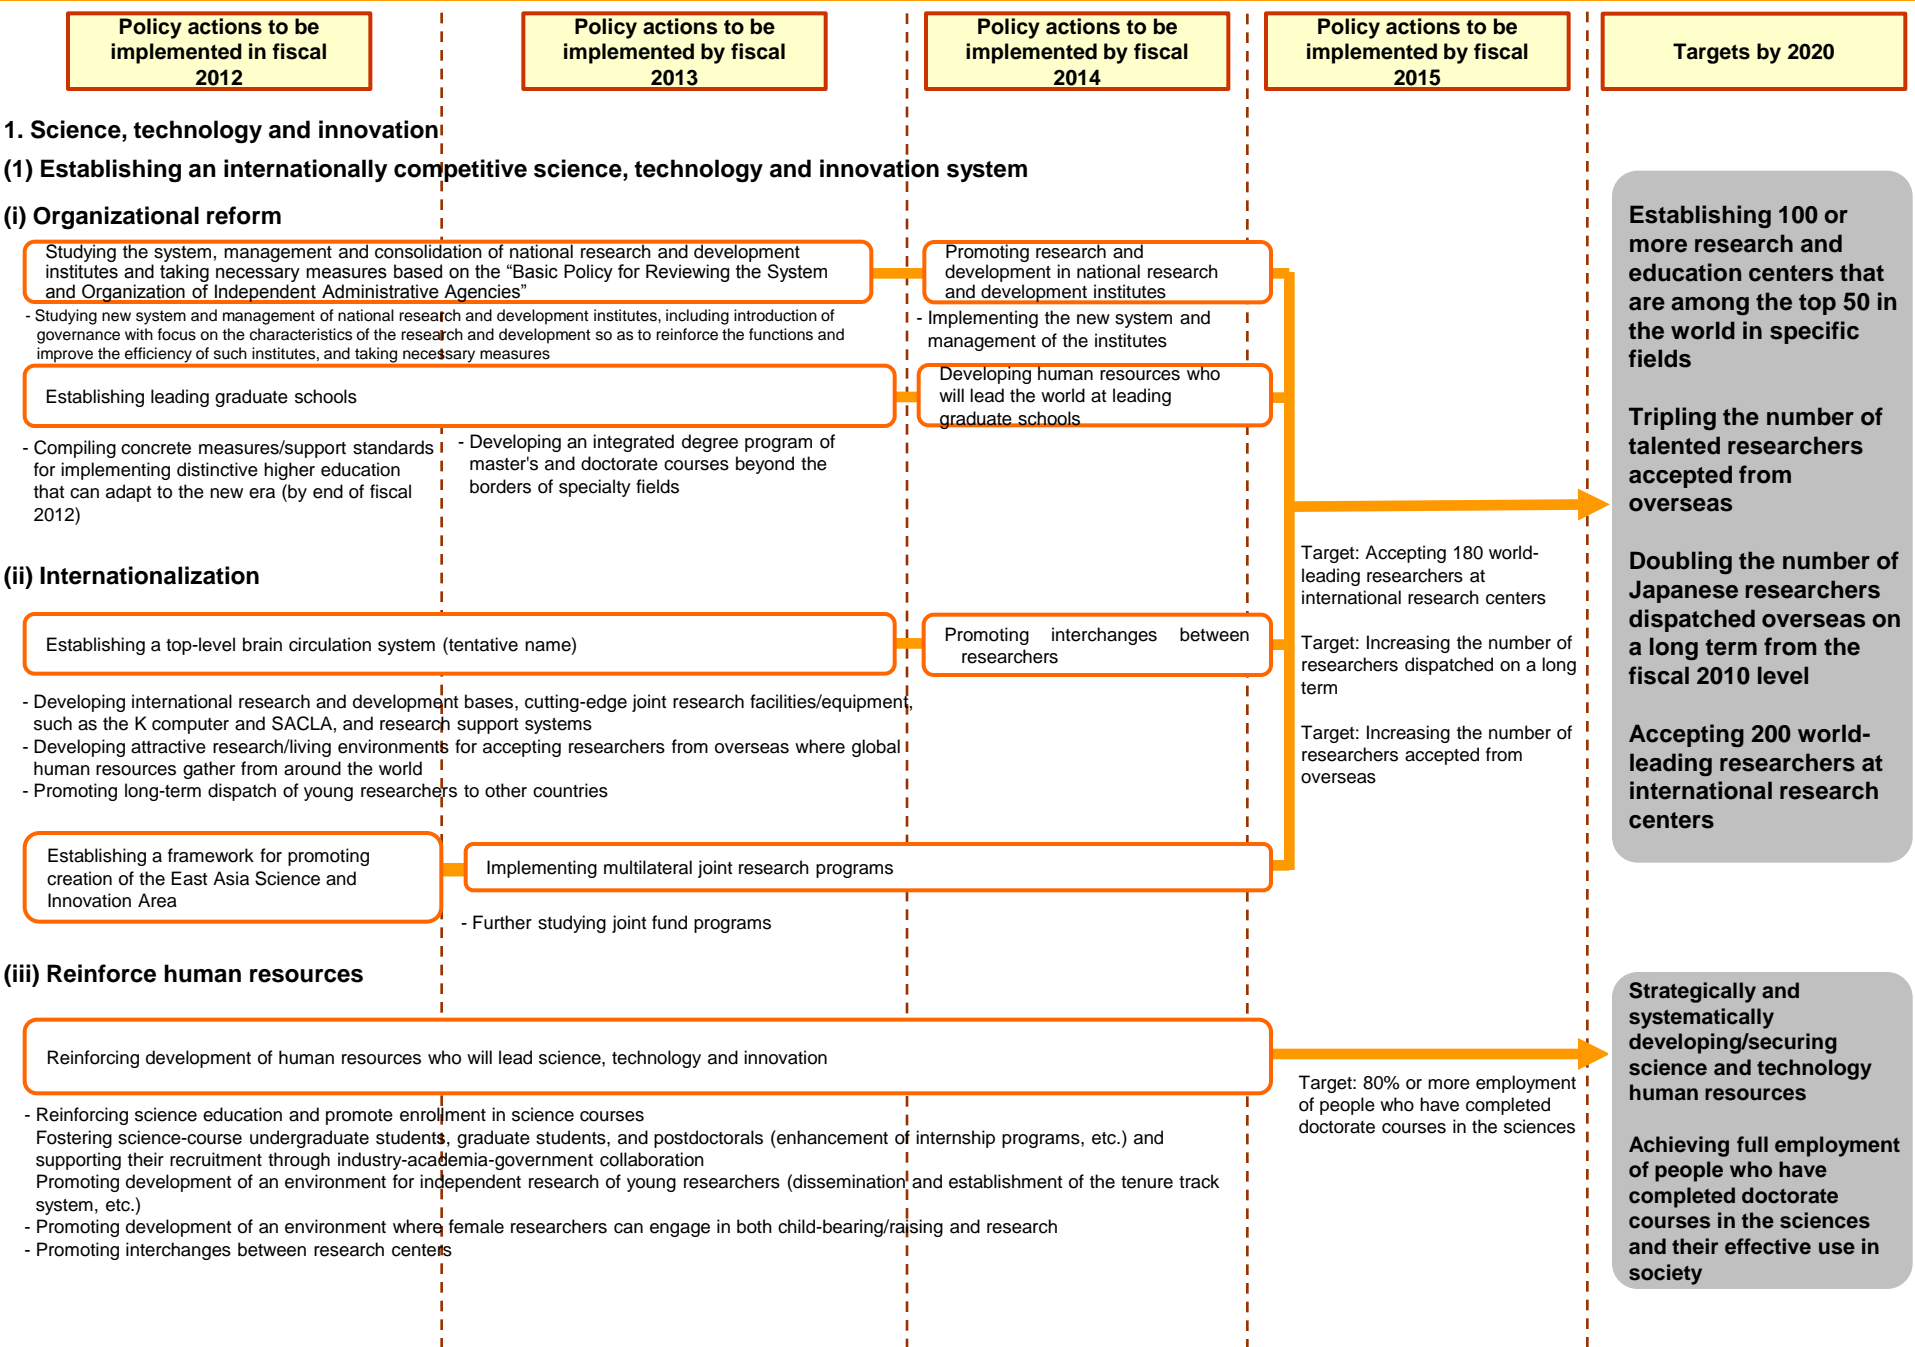 Policy actions to be
implemented in fiscal
2012
Policy actions to be
implemented by fiscal
2013
Policy actions to be
implemented by fiscal
2014
Policy actions to be
implemented by fiscal
2015
Targets by 2020
1. Science, technology and innovation
(1) Establishing an internationally competitive science, technology and innovation system
(i) Organizational reform
Studying the system, management and consolidation of national research and development
institutes and taking necessary measures based on the “Basic Policy for Reviewing the System
and Organization of Independent Administrative Agencies”
Promoting research and
development in national research
and development institutes
- Studying new system and management of national research and development institutes, including introduction of
governance with focus on the characteristics of the research and development so as to reinforce the functions and
improve the efficiency of such institutes, and taking necessary measures
- Implementing the new system and
management of the institutes
Establishing leading graduate schools
Developing human resources who
will lead the world at leading
graduate schools
- Compiling concrete measures/support standards
for implementing distinctive higher education
that can adapt to the new era (by end of fiscal
2012)
- Developing an integrated degree program of
master's and doctorate courses beyond the
borders of specialty fields
(ii) Internationalization
Establishing a top-level brain circulation system (tentative name)
Promoting interchanges between
researchers
- Developing international research and development bases, cutting-edge joint research facilities/equipment,
such as the K computer and SACLA, and research support systems
- Developing attractive research/living environments for accepting researchers from overseas where global
human resources gather from around the world
- Promoting long-term dispatch of young researchers to other countries
Establishing a framework for promoting
creation of the East Asia Science and
Innovation Area
Implementing multilateral joint research programs
- Further studying joint fund programs
Target: Accepting 180 world-
leading researchers at
international research centers
Target: Increasing the number of
researchers dispatched on a long
term
Target: Increasing the number of
researchers accepted from
overseas
Establishing 100 or
more research and
education centers that
are among the top 50 in
the world in specific
fields
Tripling the number of
talented researchers
accepted from
overseas
Doubling the number of
Japanese researchers
dispatched overseas on
a long term from the
fiscal 2010 level
Accepting 200 world-
leading researchers at
international research
centers
(iii) Reinforce human resources
Reinforcing development of human resources who will lead science, technology and innovation
- Reinforcing science education and promote enrollment in science courses
Fostering science-course undergraduate students, graduate students, and postdoctorals (enhancement of internship programs, etc.) and
supporting their recruitment through industry-academia-government collaboration
Promoting development of an environment for independent research of young researchers (dissemination and establishment of the tenure track
system, etc.)
- Promoting development of an environment where female researchers can engage in both child-bearing/raising and research
- Promoting interchanges between research centers
Target: 80% or more employment
of people who have completed
doctorate courses in the sciences
Strategically and
systematically
developing/securing
science and technology
human resources
Achieving full employment
of people who have
completed doctorate
courses in the sciences
and their effective use in
society